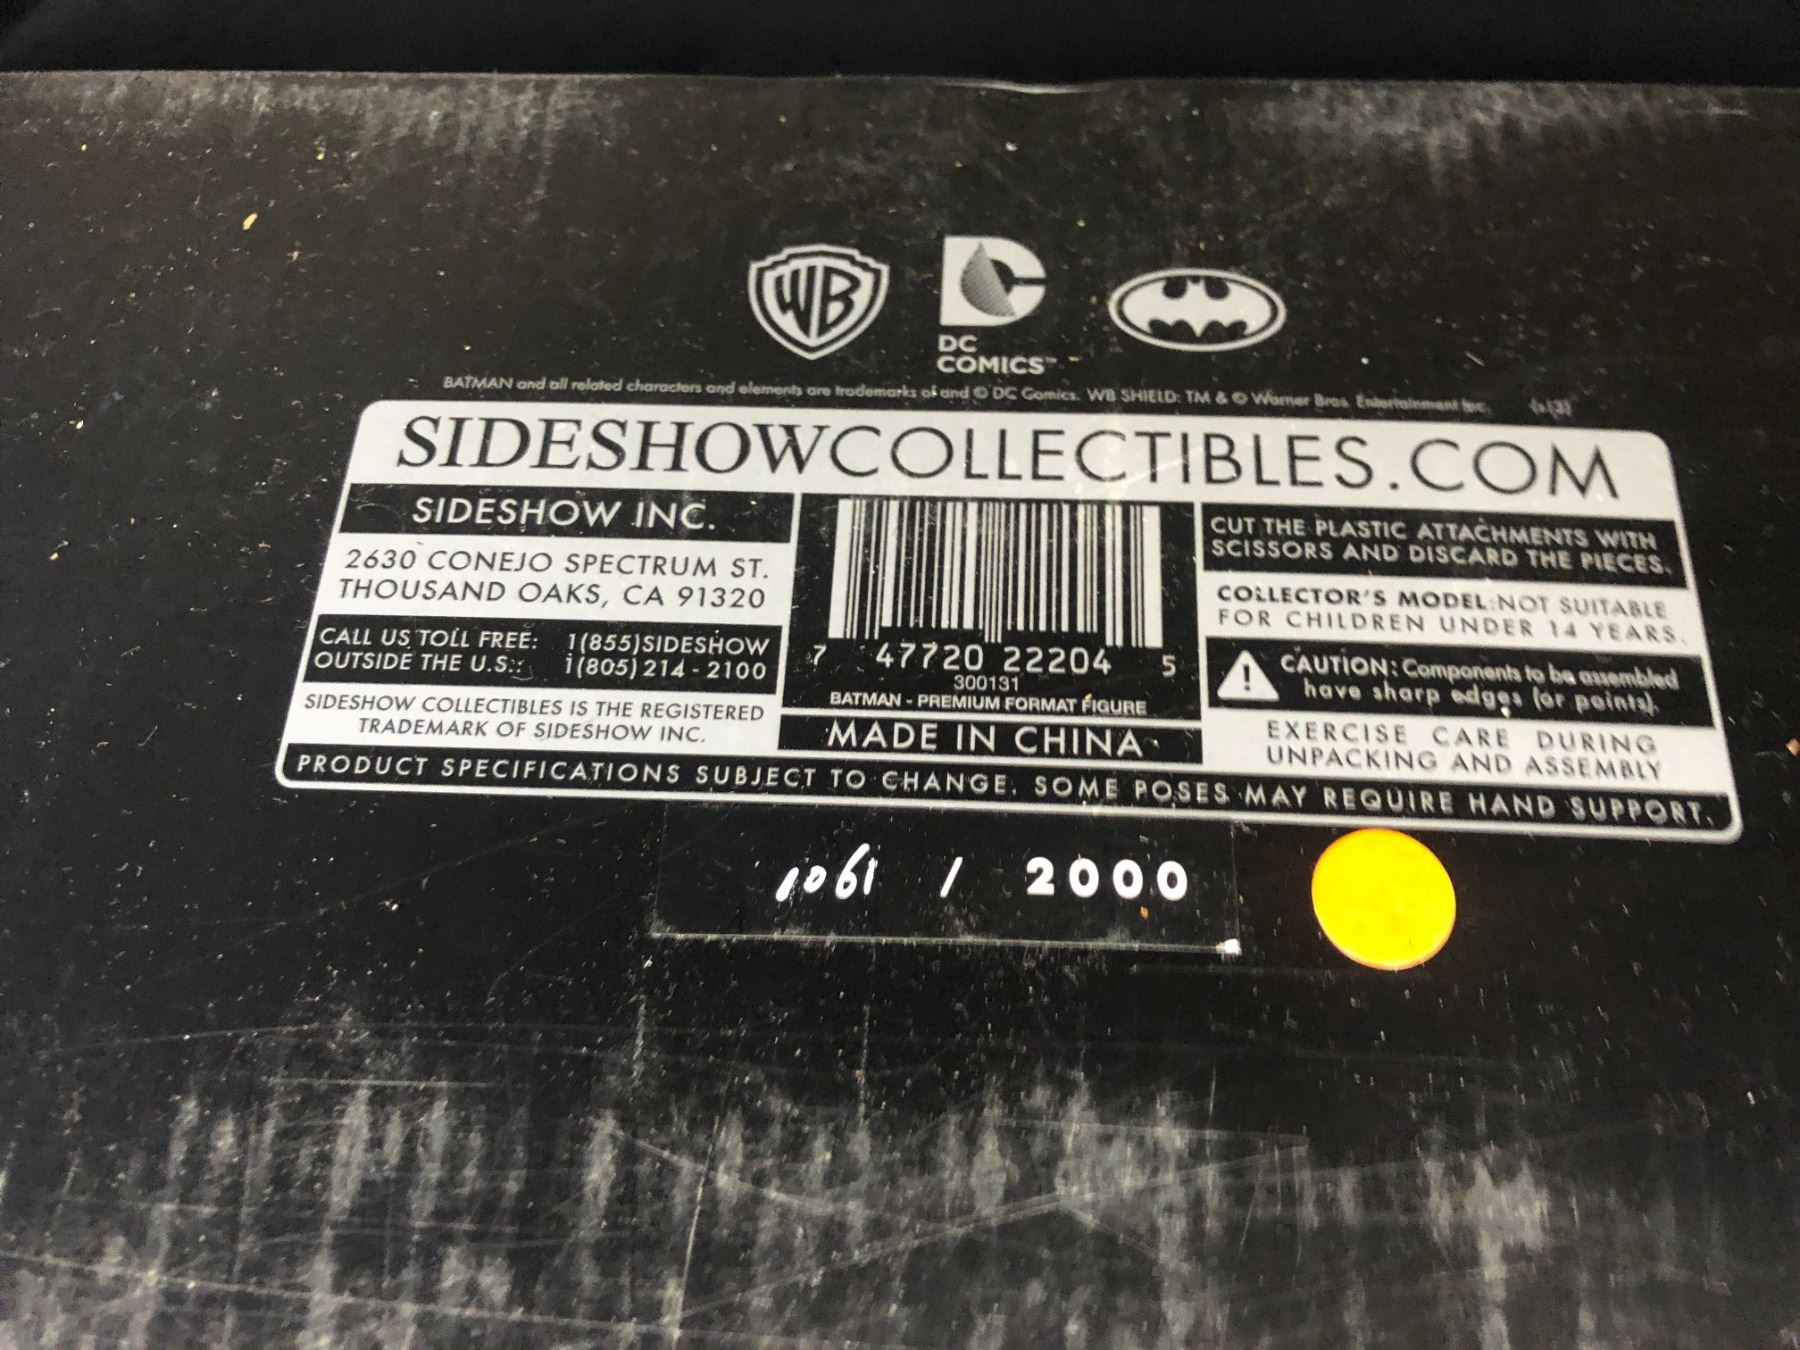 WB
DC
COMICS™
BATMAN and all related characters and elements are trademarks of and © DC Comics. WB SHIELD: TM & © Warner Bros. Entertainment Inc. (s13)
SIDESHOWCOLLECTIBLES.COM
SIDESHOW INC.
2630 CONEJO SPECTRUM ST.
THOUSAND OAKS, CA 91320
CALL US TOLL FREE: 1(855)SIDESHOW
OUTSIDE THE U.S.: 1(805) 214 - 2100
SIDESHOW COLLECTIBLES IS THE REGISTERED
TRADEMARK OF SIDESHOW INC.
7 47720 22204 5
300131
BATMAN - PREMIUM FORMAT FIGURE
MADE IN CHINA
CUT THE PLASTIC ATTACHMENTS WITH
SCISSORS AND DISCARD THE PIECES.
COLLECTOR'S MODEL:NOT SUITABLE
FOR CHILDREN UNDER 14 YEARS.
! CAUTION: Components to be assembled
have sharp edges (or points).
EXERCISE CARE DURING
UNPACKING AND ASSEMBLY
PRODUCT SPECIFICATIONS SUBJECT TO CHANGE. SOME POSES MAY REQUIRE HAND SUPPORT.
1061 / 2000